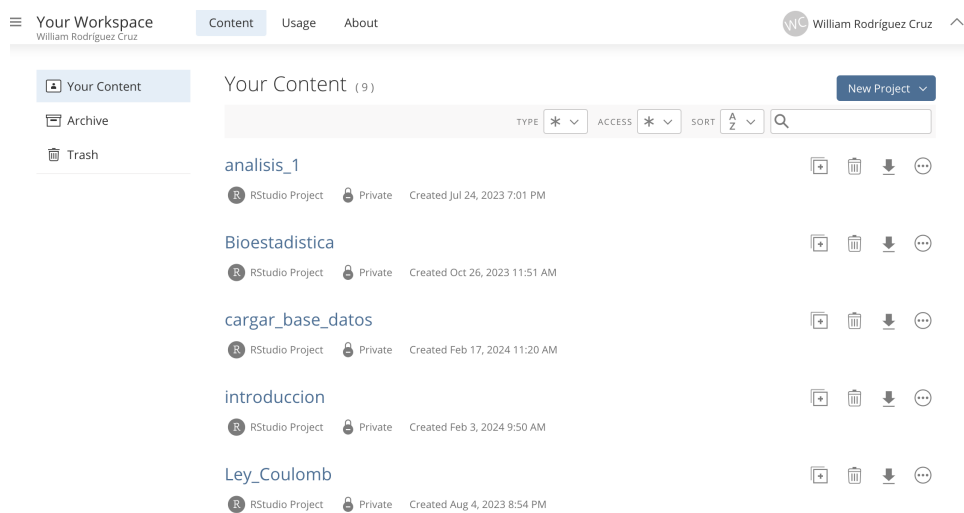 Your Workspace
William Rodríguez Cruz
Content Usage About
WC William Rodríguez Cruz
Your Content
Archive
Trash
Your Content (9)
New Project
TYPE ACCESS SORT A Z
analisis_1
R RStudio Project Private Created Jul 24, 2023 7:01 PM
Bioestadistica
R RStudio Project Private Created Oct 26, 2023 11:51 AM
cargar_base_datos
R RStudio Project Private Created Feb 17, 2024 11:20 AM
introduccion
R RStudio Project Private Created Feb 3, 2024 9:50 AM
Ley_Coulomb
R RStudio Project Private Created Aug 4, 2023 8:54 PM